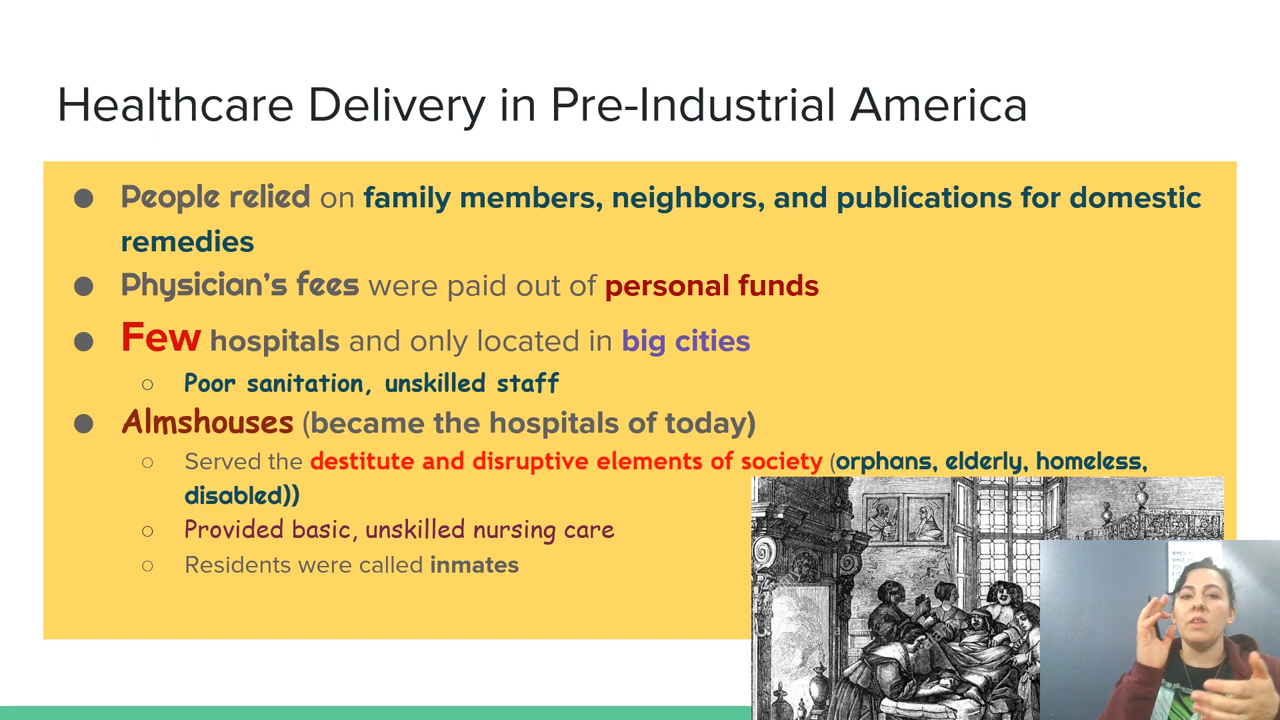 Healthcare Delivery in Pre-Industrial America
● People relied on family members, neighbors, and publications for domestic
remedies
● Physician's fees were paid out of personal funds
● Few hospitals and only located in big cities
○ Poor sanitation, unskilled staff
● Almshouses (became the hospitals of today)
○ Served the destitute and disruptive elements of society (orphans, elderly, homeless,
disabled))
○ Provided basic, unskilled nursing care
○ Residents were called inmates